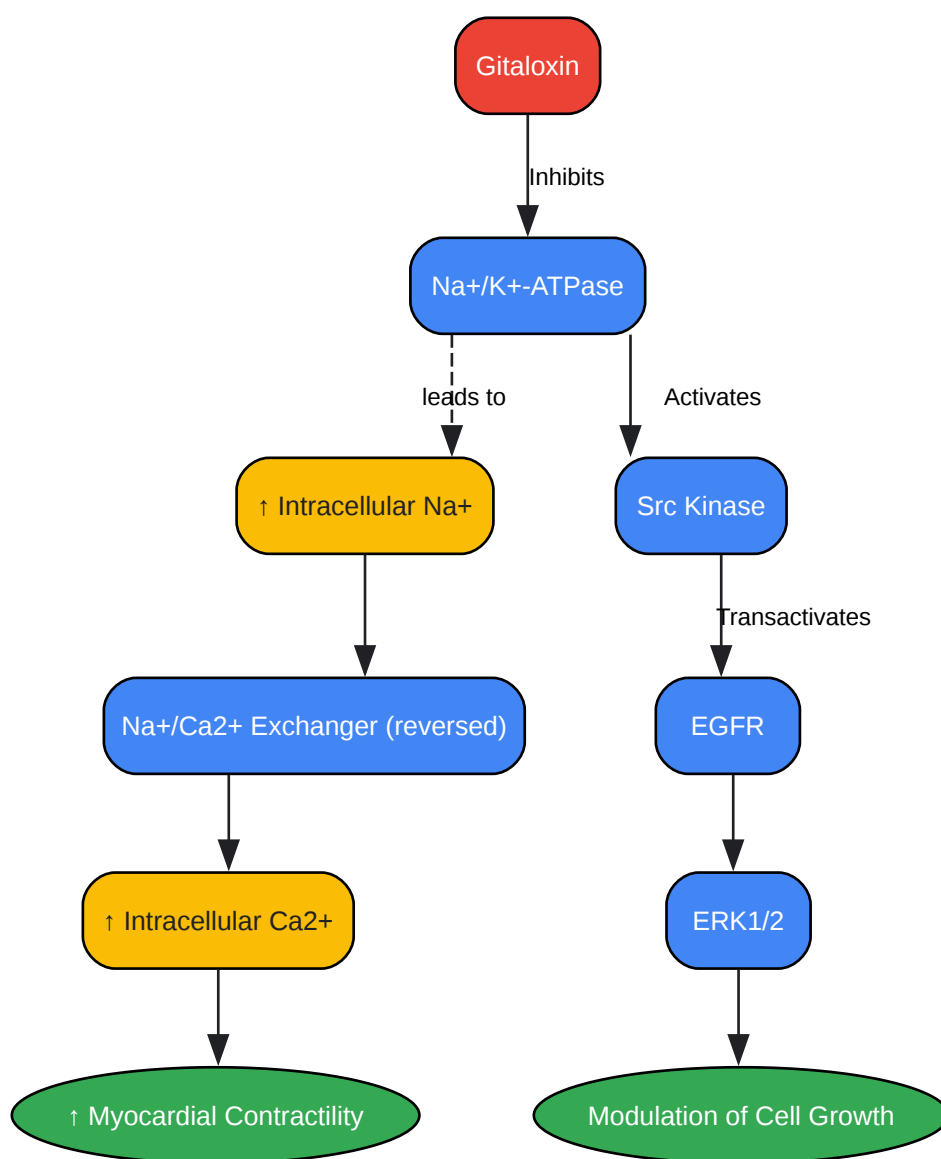 Gitaloxin
Inhibits
Na+/K+-ATPase
leads to
Activates
↑ Intracellular Na+
Src Kinase
Transactivates
Na+/Ca2+ Exchanger (reversed)
EGFR
↑ Intracellular Ca2+
ERK1/2
↑ Myocardial Contractility
Modulation of Cell Growth